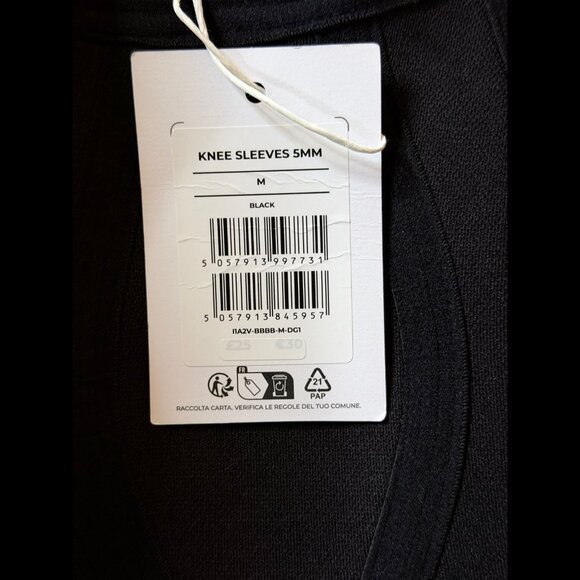 KNEE SLEEVES 5MM
M
BLACK
5 057913 997731
5 057913 845957
I1A2V-BBBB-M-DG1
£25 €30
FR
21
PAP
RACCOLTA CARTA. VERIFICA LE REGOLE DEL TUO COMUNE.